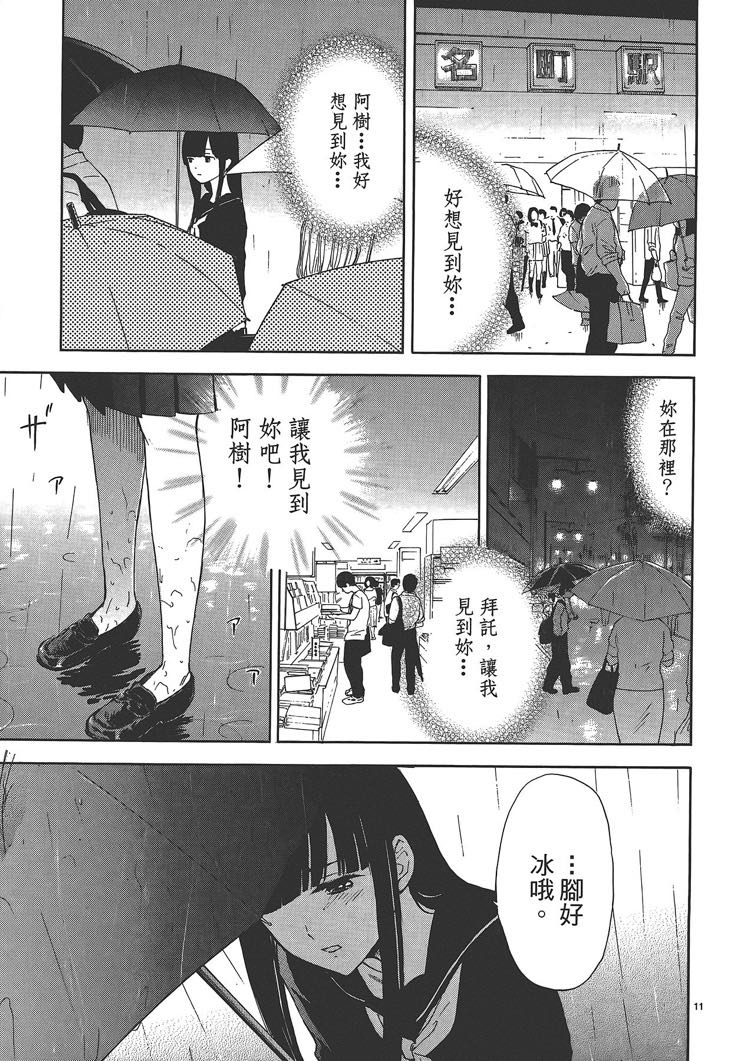 名町駅
好想見到妳…
阿樹…我好
想見到妳…
妳在那裡？
拜託，讓我
見到妳…
讓我見到
妳吧！
阿樹！
ザ
ァ
ァ
…腳好
冰哦。
11